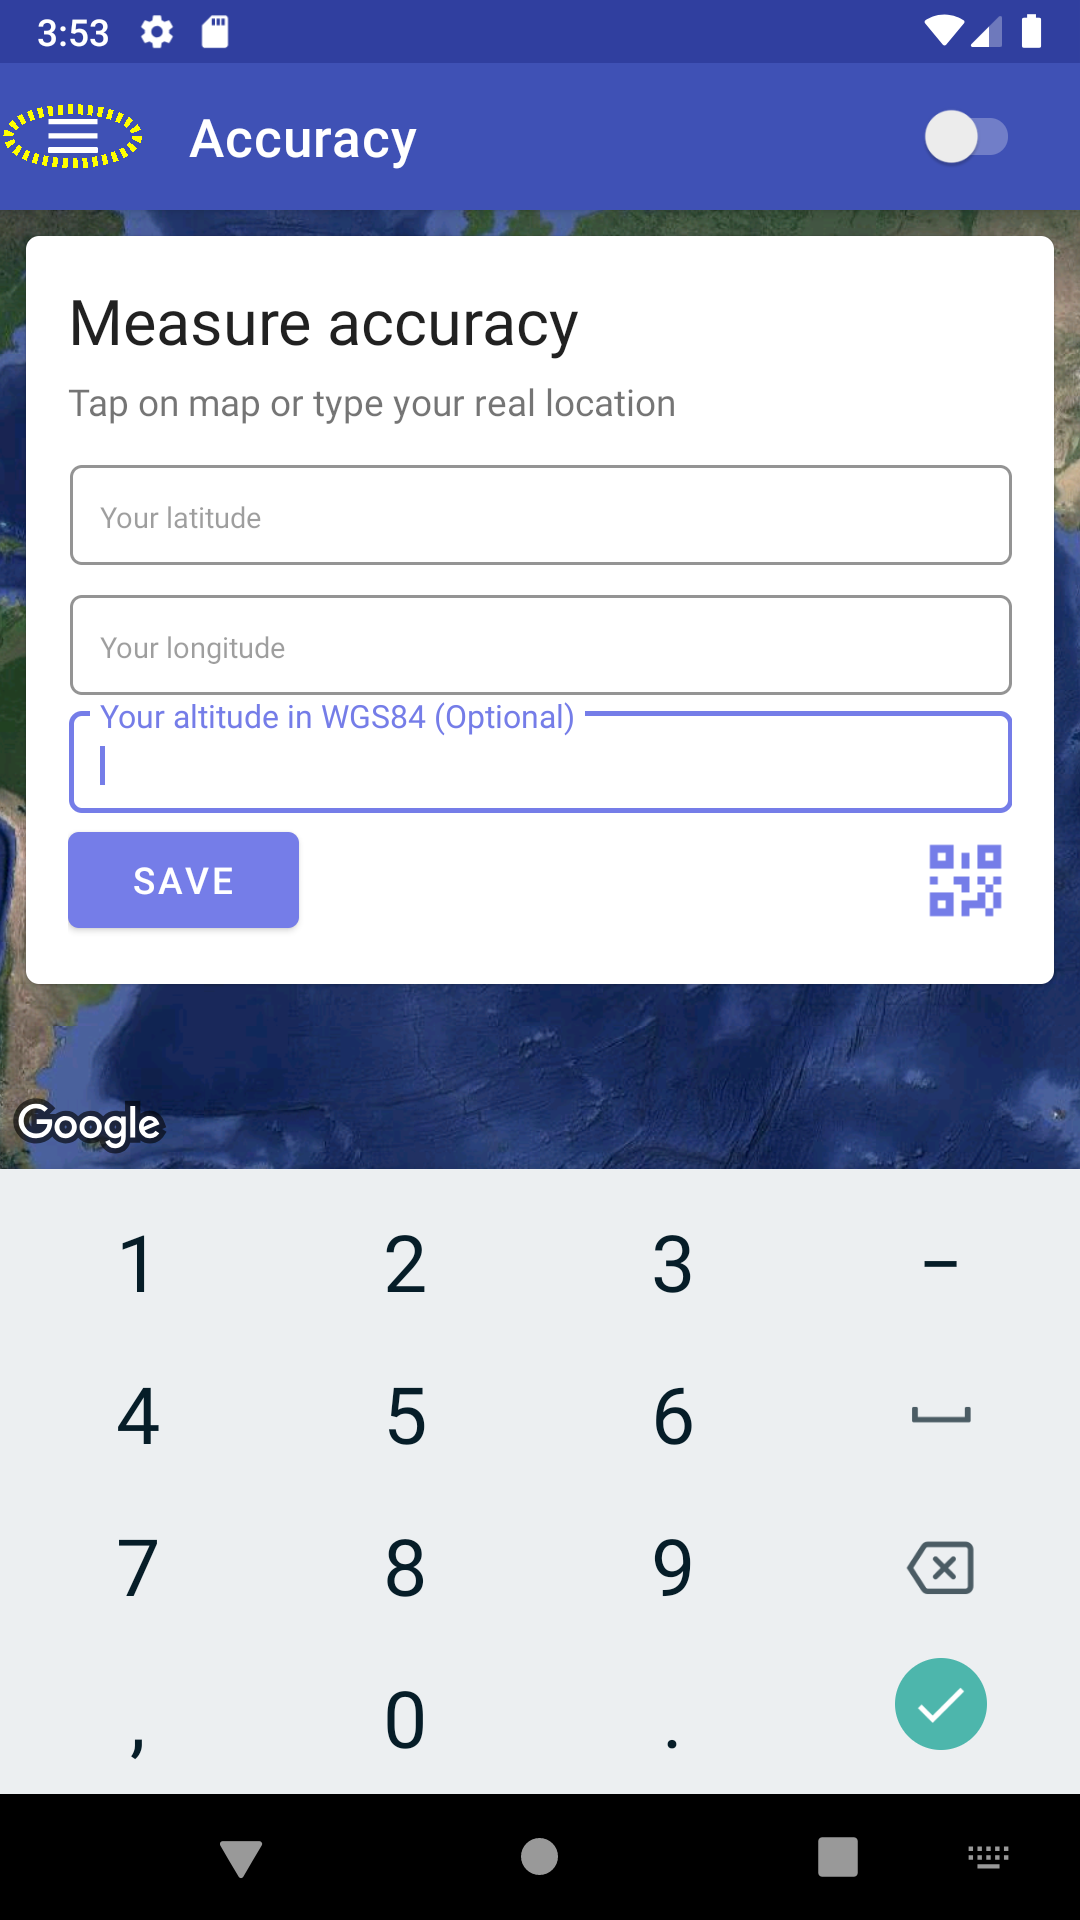 3:53
Accuracy
Measure accuracy
Tap on map or type your real location
Your latitude
Your longitude
Your altitude in WGS84 (Optional)
SAVE
Google
1 2 3 –
4 5 6
7 8 9
, 0 .